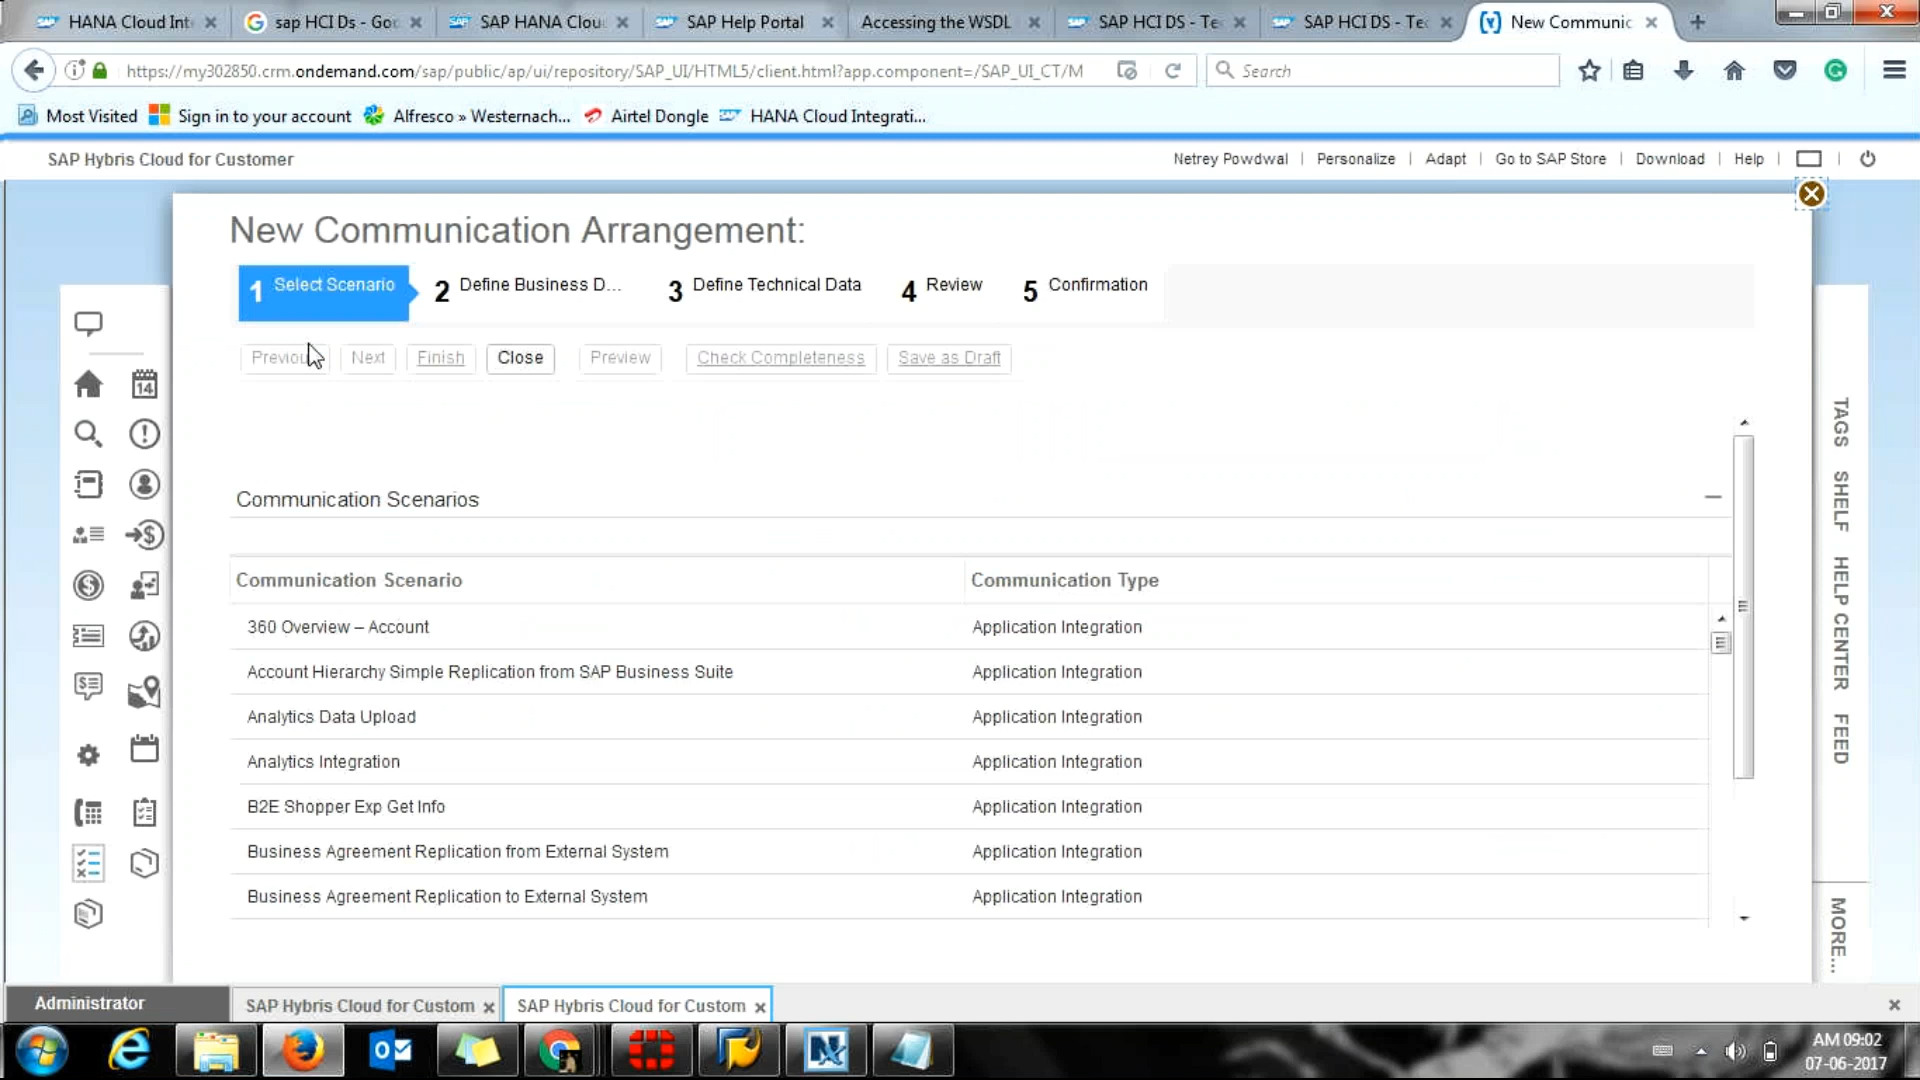 HANA Cloud Int
sap HCI Ds - Goo
SAP HANA Clou
SAP Help Portal
Accessing the WSDL
SAP HCI DS - Te
SAP HCI DS - Te
New Communic
https://my302850.crm.ondemand.com/sap/public/ap/ui/repository/SAP_UI/HTML5/client.html?app.component=/SAP_UI_CT/M
Search
Most Visited
Sign in to your account
Alfresco » Westernach...
Airtel Dongle
HANA Cloud Integrati...
SAP Hybris Cloud for Customer
Netrey Powdwal
Personalize
Adapt
Go to SAP Store
Download
Help
New Communication Arrangement:
1 Select Scenario
2 Define Business D...
3 Define Technical Data
4 Review
5 Confirmation
Previou
Next
Finish
Close
Preview
Check Completeness
Save as Draft
Communication Scenarios
Communication Scenario Communication Type
360 Overview – Account Application Integration
Account Hierarchy Simple Replication from SAP Business Suite Application Integration
Analytics Data Upload Application Integration
Analytics Integration Application Integration
B2E Shopper Exp Get Info Application Integration
Business Agreement Replication from External System Application Integration
Business Agreement Replication to External System Application Integration
14
TAGS
SHELF
HELP CENTER
FEED
MORE...
Administrator
SAP Hybris Cloud for Custom
SAP Hybris Cloud for Custom
AM 09:02
07-06-2017